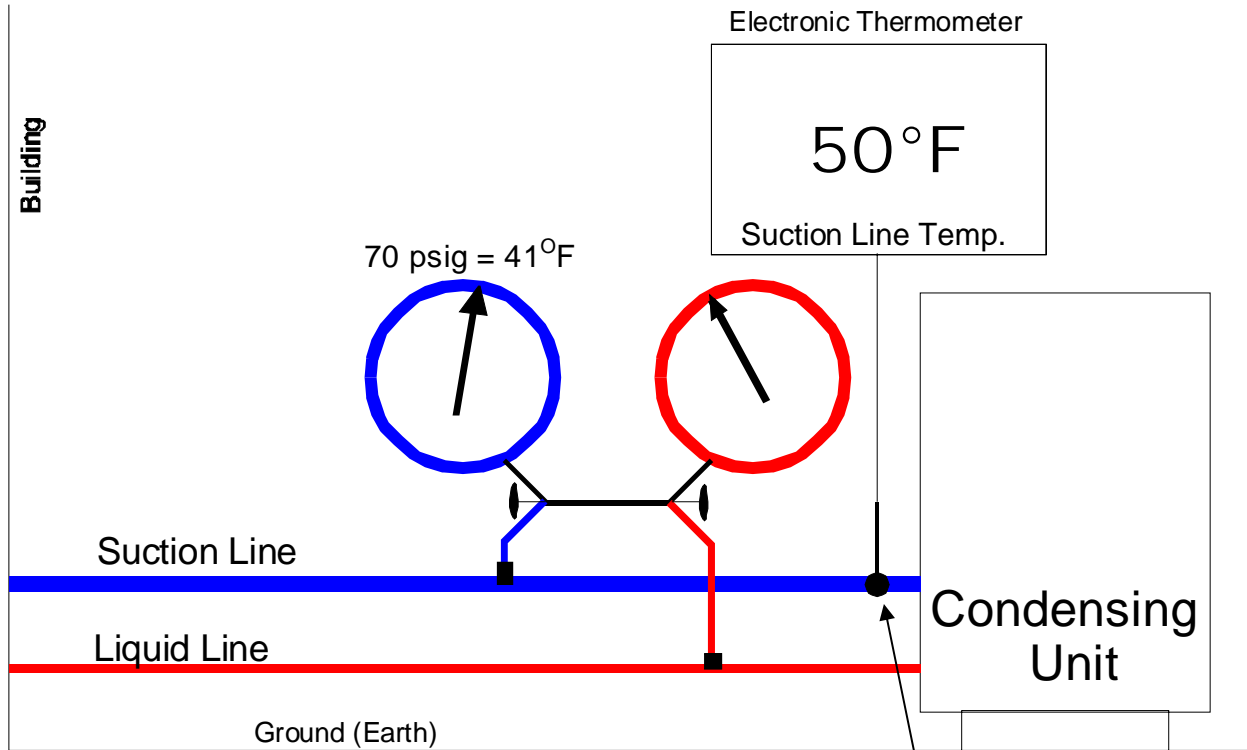 Electronic Thermometer
50°F
Suction Line Temp.
Building
70 psig = 41°F
Suction Line
Liquid Line
Condensing
Unit
Ground (Earth)